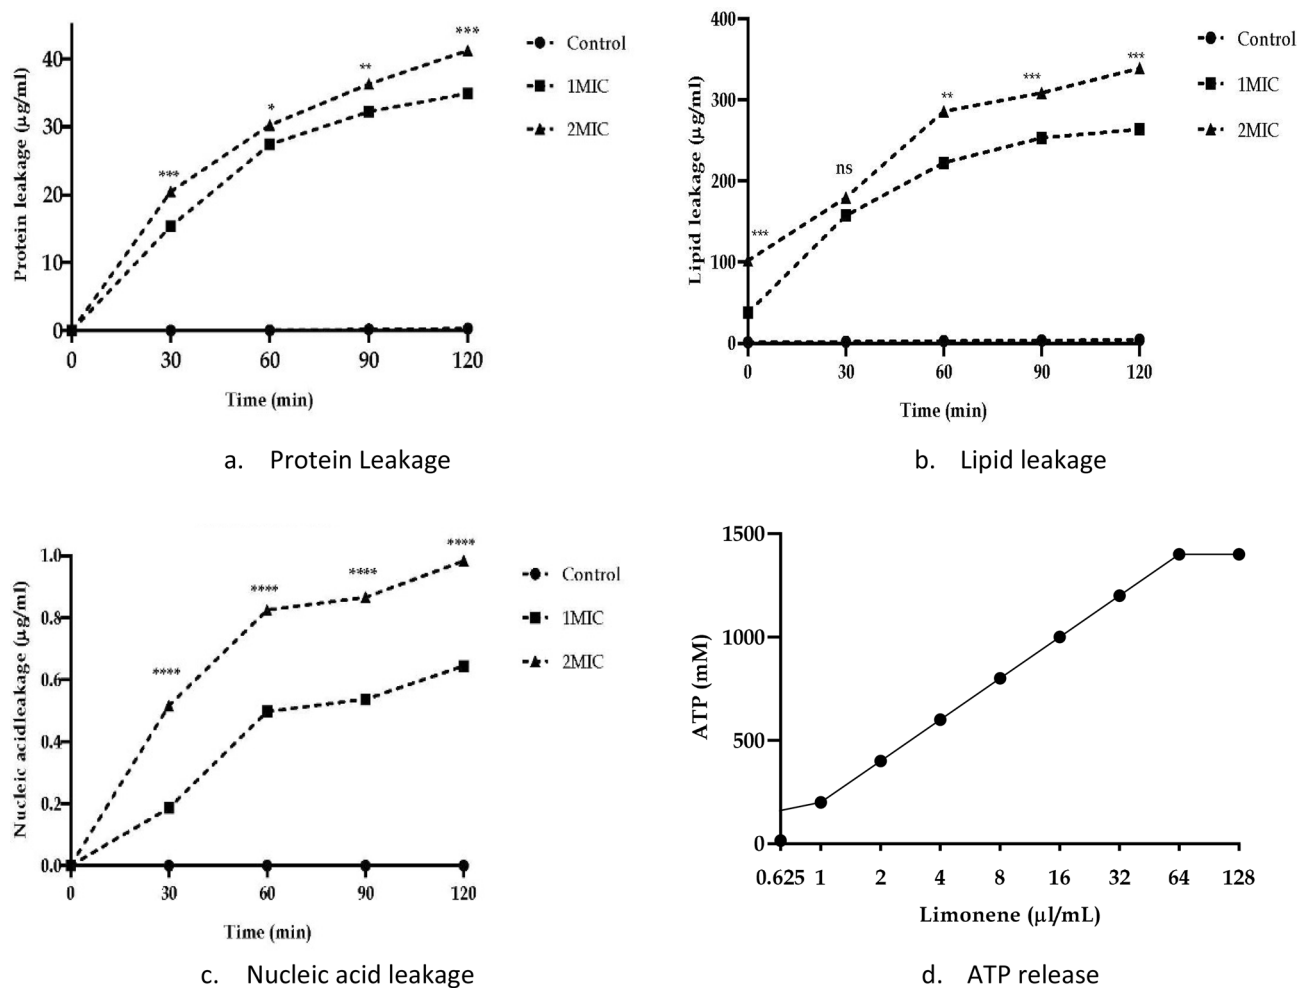 Protein leakage (μg/ml)
40
30
20
10
0
***
*
**
***
0 30 60 90 120
Time (min)
Control
1MIC
2MIC
a. Protein Leakage
Lipid leakage (μg/ml)
400
300
200
100
0
***
ns
**
***
***
0 30 60 90 120
Time (min)
Control
1MIC
2MIC
b. Lipid leakage
Nucleic acidleakage (μg/ml)
1.0
0.8
0.6
0.4
0.2
0.0
****
****
****
****
0 30 60 90 120
Time (min)
Control
1MIC
2MIC
c. Nucleic acid leakage
ATP (mM)
1500
1000
500
0
0.625 1 2 4 8 16 32 64 128
Limonene (μl/mL)
d. ATP release